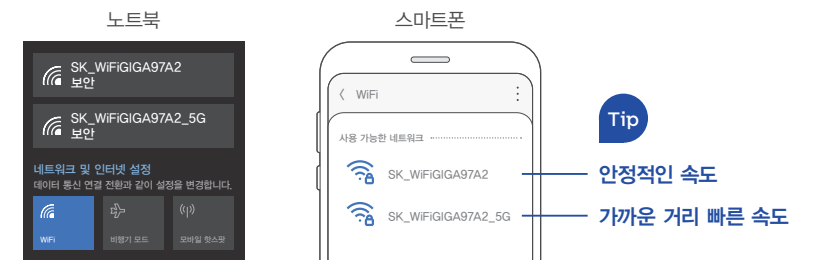 노트북
SK_WiFiGIGA97A2
보안
SK_WiFiGIGA97A2_5G
보안
네트워크 및 인터넷 설정
데이터 통신 연결 전환과 같이 설정을 변경합니다.
WiFi
비행기 모드
모바일 핫스팟
스마트폰
WiFi
사용 가능한 네트워크
SK_WiFiGIGA97A2
SK_WiFiGIGA97A2_5G
Tip
안정적인 속도
가까운 거리 빠른 속도